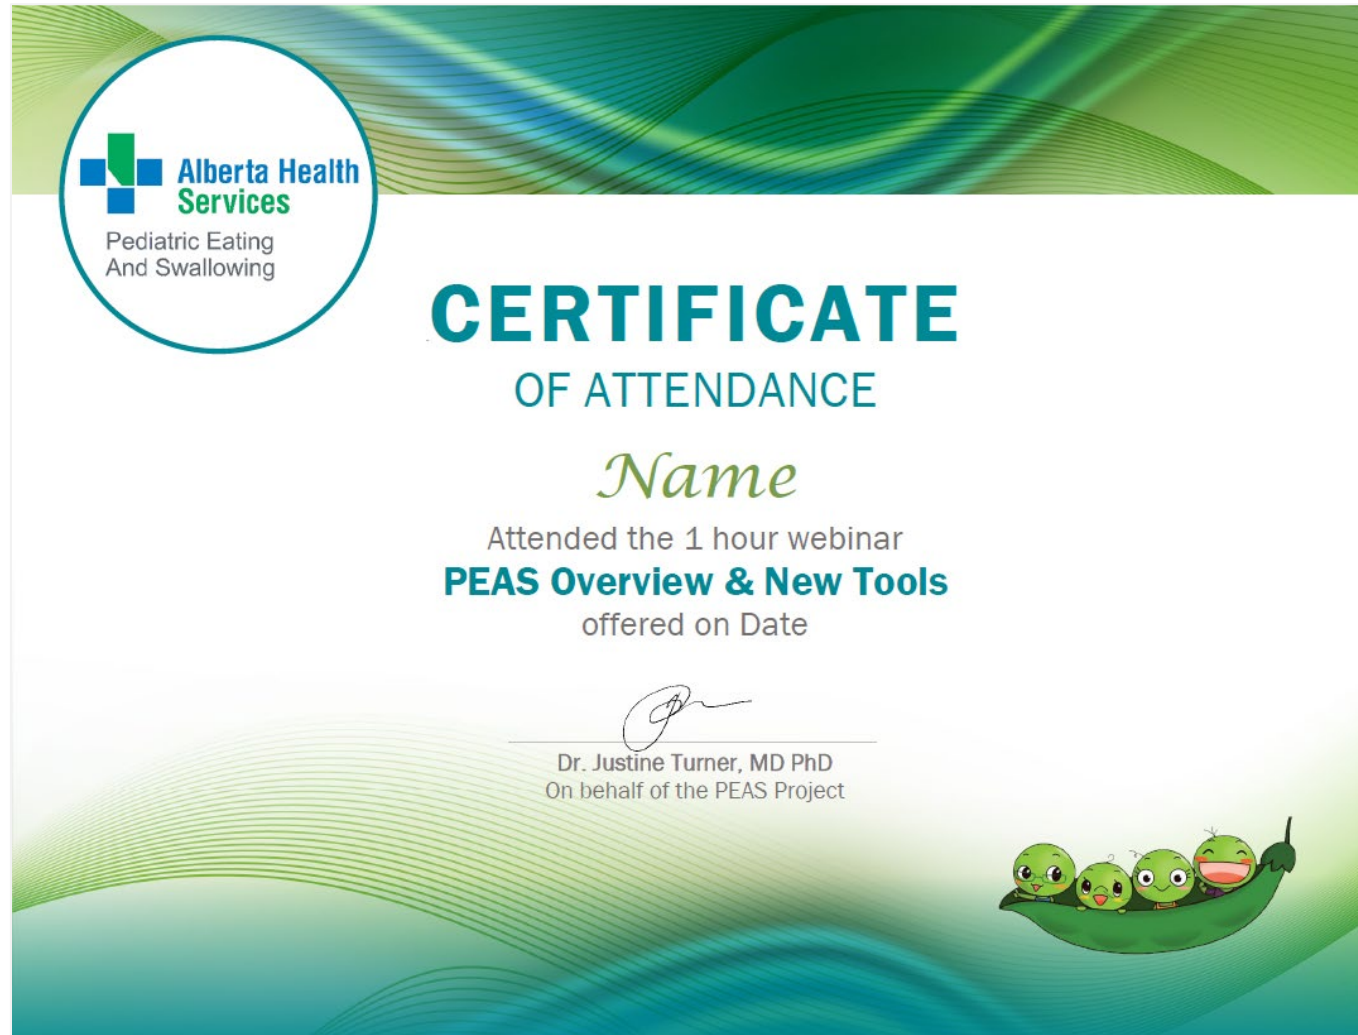 Alberta Health
Services
Pediatric Eating
And Swallowing
CERTIFICATE
OF ATTENDANCE
Name
Attended the 1 hour webinar
PEAS Overview & New Tools
offered on Date
Dr. Justine Turner, MD PhD
On behalf of the PEAS Project